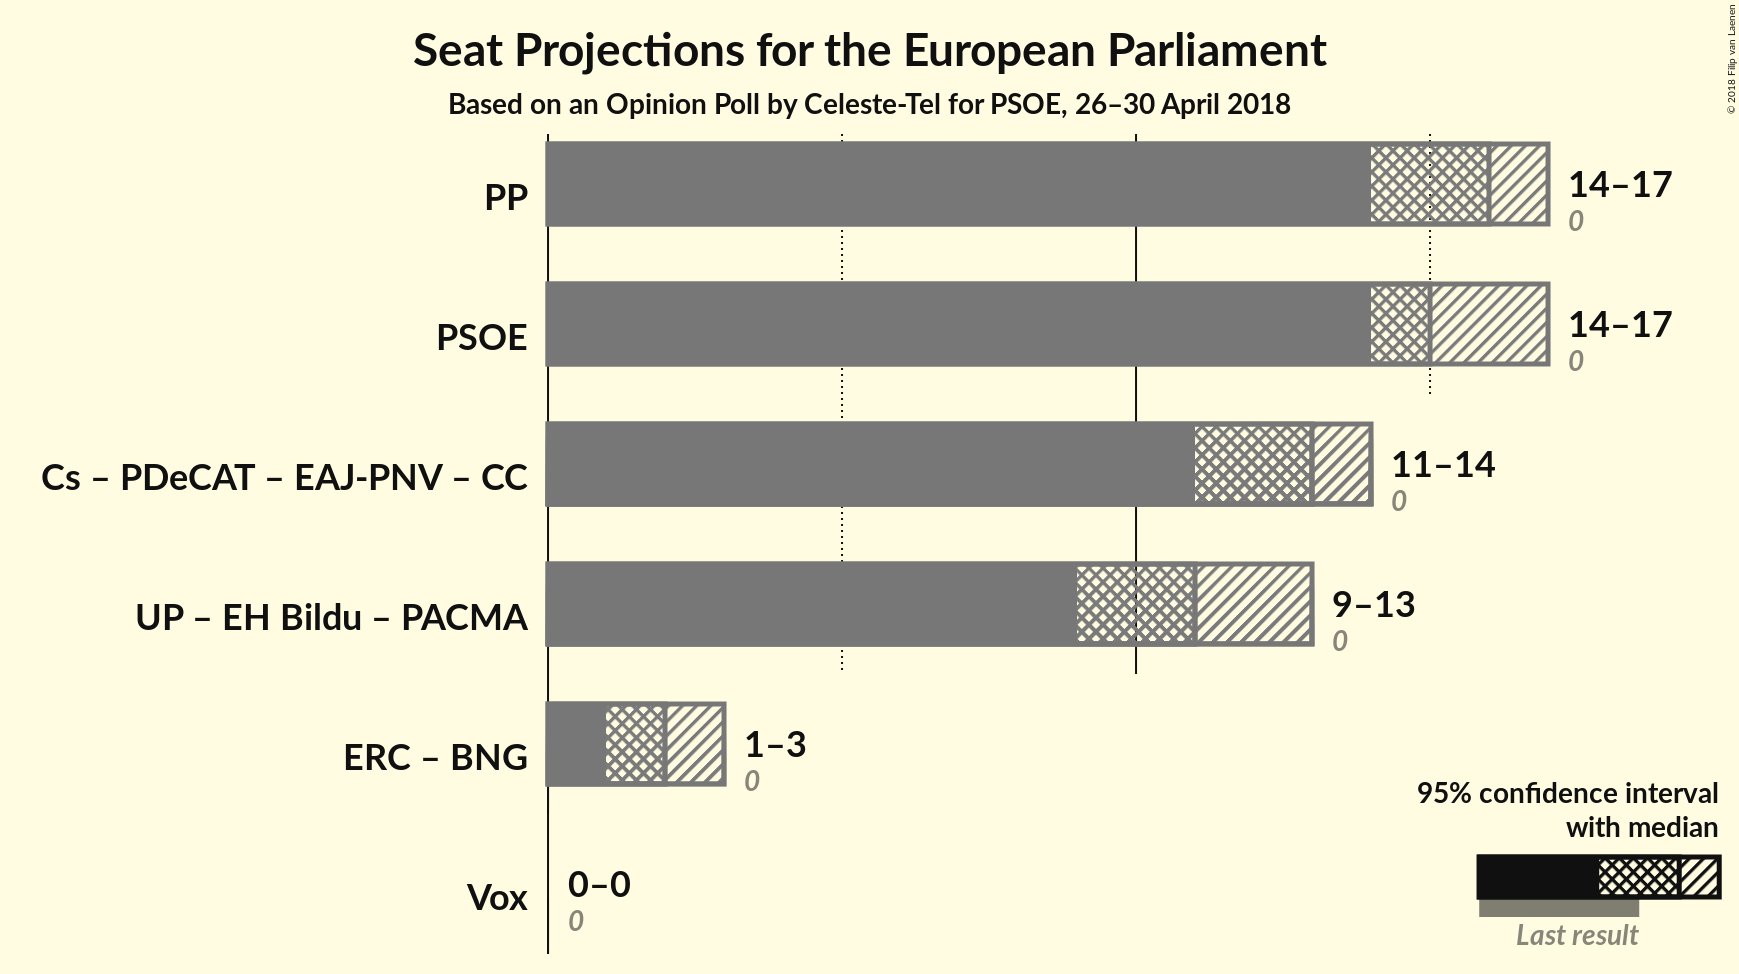 Seat Projections for the European Parliament
Based on an Opinion Poll by Celeste-Tel for PSOE, 26–30 April 2018
© 2018 Filip van Laenen
PP
14–17
0
PSOE
14–17
0
Cs – PDeCAT – EAJ-PNV – CC
11–14
0
UP – EH Bildu – PACMA
9–13
0
ERC – BNG
1–3
0
Vox
0–0
0
95% confidence interval
with median
Last result